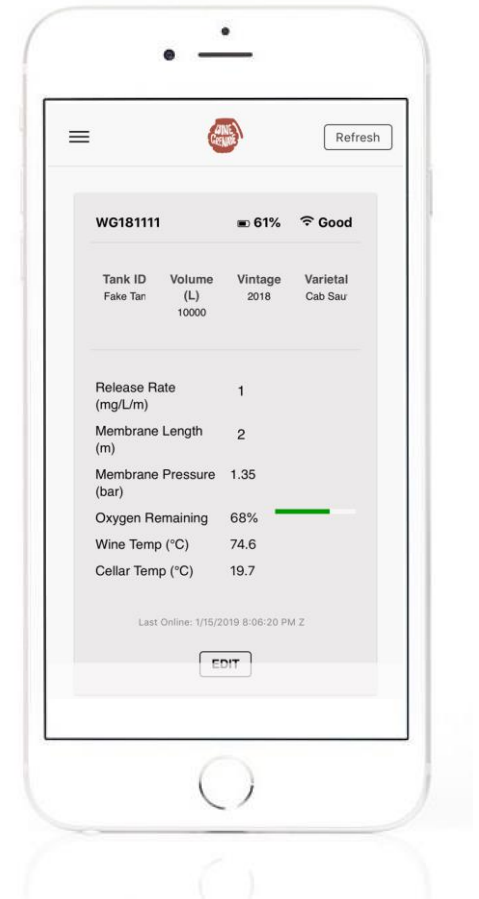 WINE
GRENADE
Refresh
WG181111 61% Good
Tank ID Volume Vintage Varietal
Fake Tan (L) 2018 Cab Sau
10000
Release Rate 1
(mg/L/m)
Membrane Length 2
(m)
Membrane Pressure 1.35
(bar)
Oxygen Remaining 68%
Wine Temp (°C) 74.6
Cellar Temp (°C) 19.7
Last Online: 1/15/2019 8:06:20 PM Z
EDIT